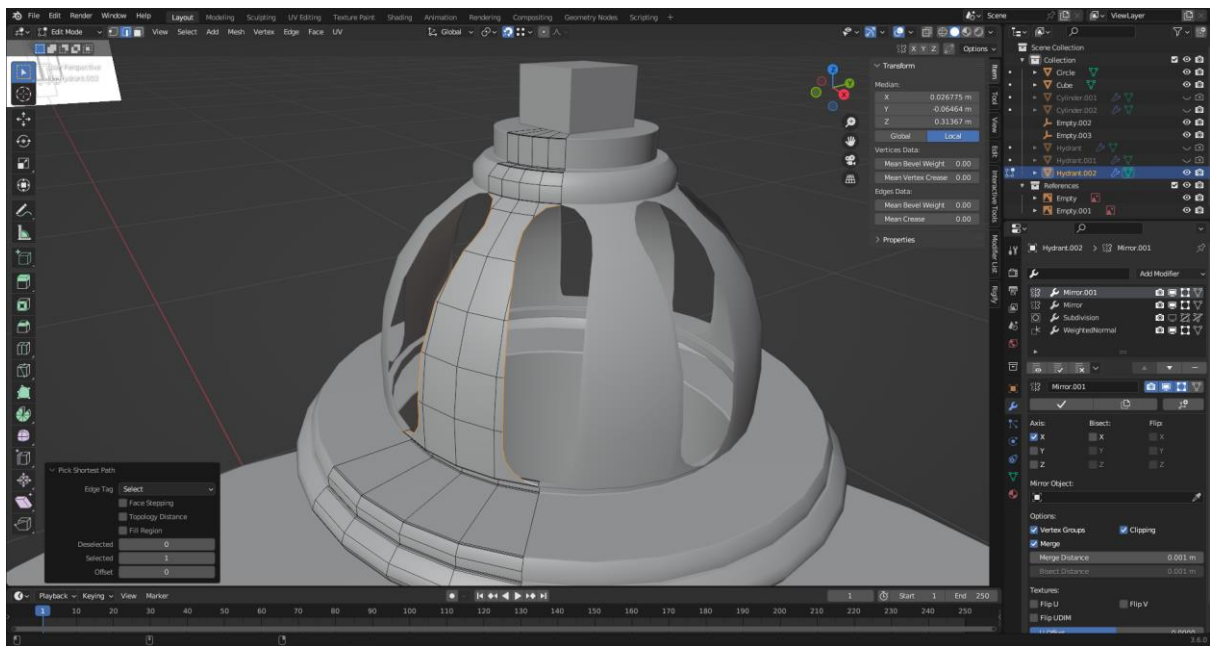 File Edit Render Window Help Layout Modeling Sculpting UV Editing Texture Paint Shading Animation Rendering Compositing Geometry Nodes Scripting + Scene ViewLayer
Edit Mode View Select Add Mesh Vertex Edge Face UV Global
X Y Z Options
Scene Collection
Collection
Circle
Cube
Cylinder.001
Cylinder.002
Empty.002
Empty.003
Hydrant
Hydrant.001
Hydrant.002
References
Empty
Empty.001
Transform
Median:
X 0.026775 m
Y -0.06464 m
Z 0.31367 m
Global Local
Vertices Data:
Mean Bevel Weight 0.00
Mean Vertex Crease 0.00
Edges Data:
Mean Bevel Weight 0.00
Mean Crease 0.00
Properties
Item
Tool
View
Edit
Interactive Tools
Modifier List
Rigify
Hydrant.002 > Mirror.001
Add Modifier
Mirror.001
Mirror
Subdivision
WeightedNormal
Mirror.001
Axis: Bisect: Flip:
X X X
Y Y Y
Z Z Z
Mirror Object:
Options:
Vertex Groups Clipping
Merge
Merge Distance 0.001 m
Bisect Distance 0.001 m
Textures:
Flip U Flip V
Flip UDIM
Pick Shortest Path
Edge Tag Select
Face Stepping
Topology Distance
Fill Region
Deselected 0
Selected 1
Offset 0
Playback Keying View Marker 1 Start 1 End 250
1 10 20 30 40 50 60 70 80 90 100 110 120 130 140 150 160 170 180 190 200 210 220 230 240 250
3.6.0